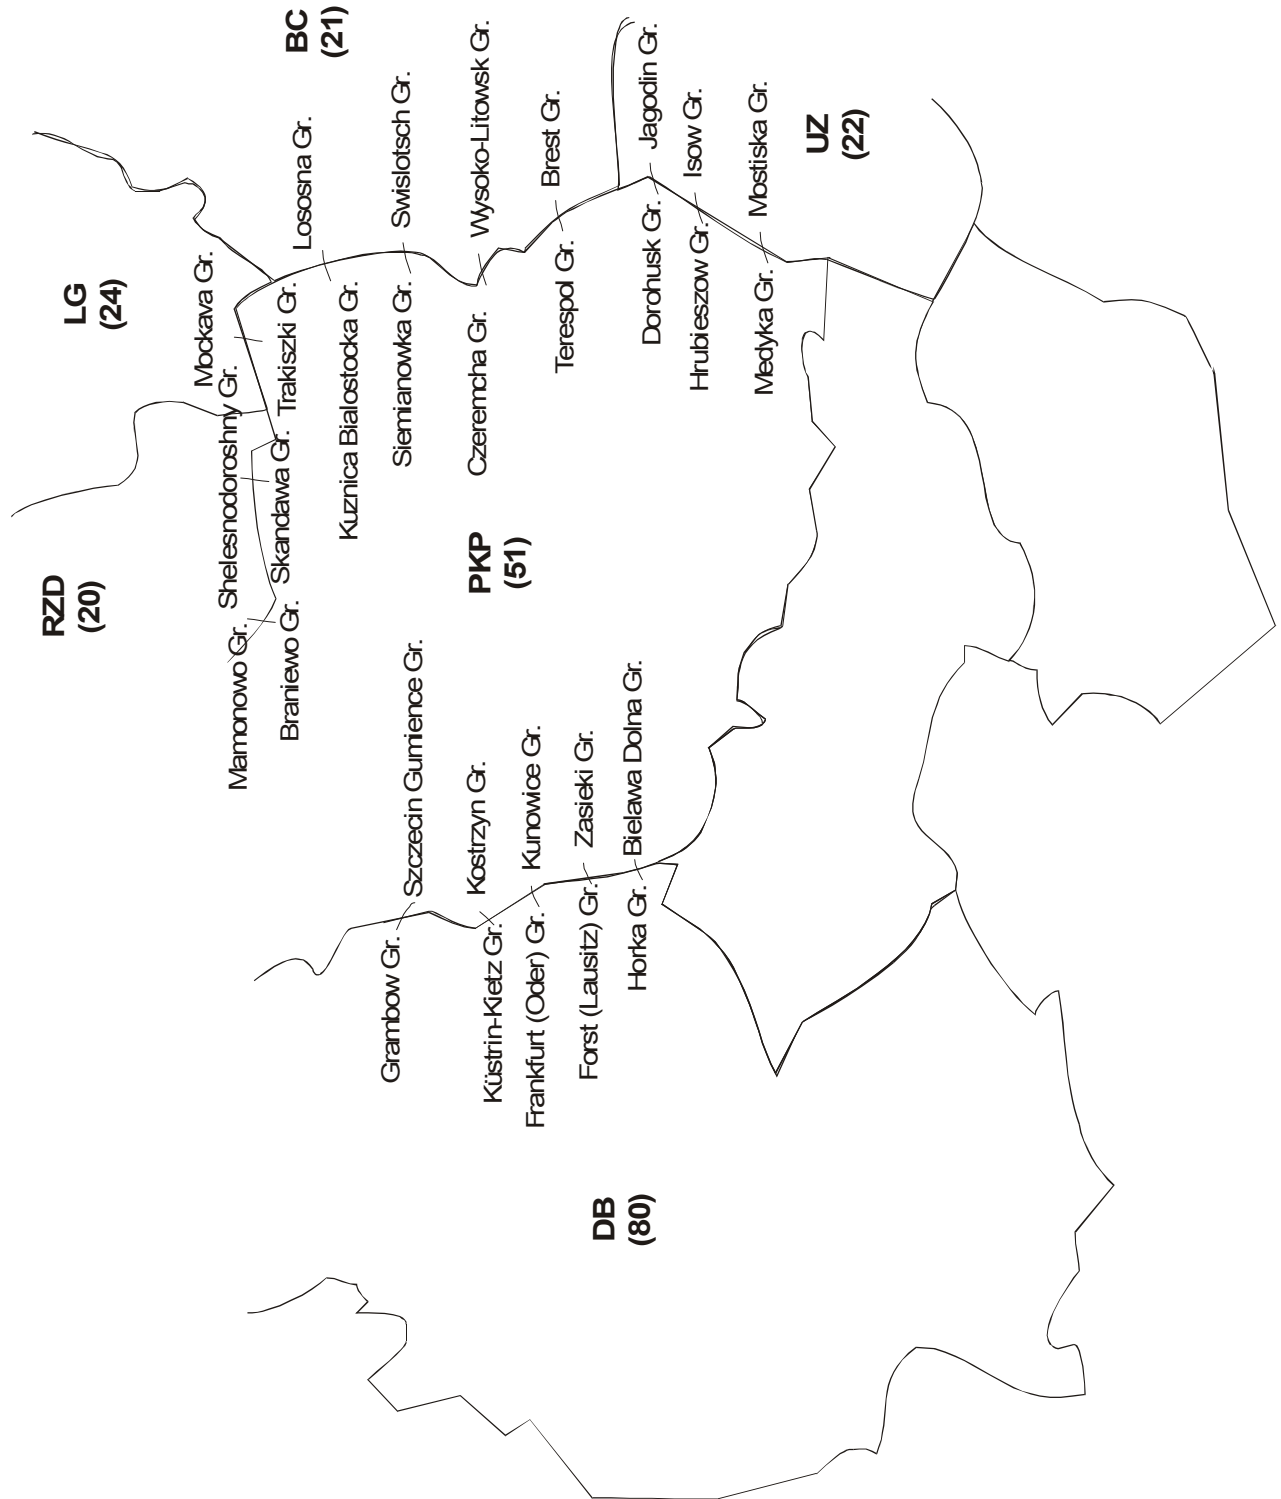 RZD
(20)
LG
(24)
BC
(21)
Mamonowo Gr.
Braniewo Gr.
Shelesnodoroshny Gr.
Skandawa Gr.
Mockava Gr.
Trakiszki Gr.
Lososna Gr.
Kuznica Bialostocka Gr.
Swislotsch Gr.
Siemianowka Gr.
Wysoko-Litowsk Gr.
Czeremcha Gr.
Brest Gr.
Terespol Gr.
Jagodin Gr.
Dorohusk Gr.
Isow Gr.
Hrubieszow Gr.
Mostiska Gr.
Medyka Gr.
UZ
(22)
PKP
(51)
Grambow Gr.
Szczecin Gumience Gr.
Küstrin-Kietz Gr.
Kostrzyn Gr.
Frankfurt (Oder) Gr.
Kunowice Gr.
Forst (Lausitz) Gr.
Zasieki Gr.
Horka Gr.
Bielawa Dolna Gr.
DB
(80)